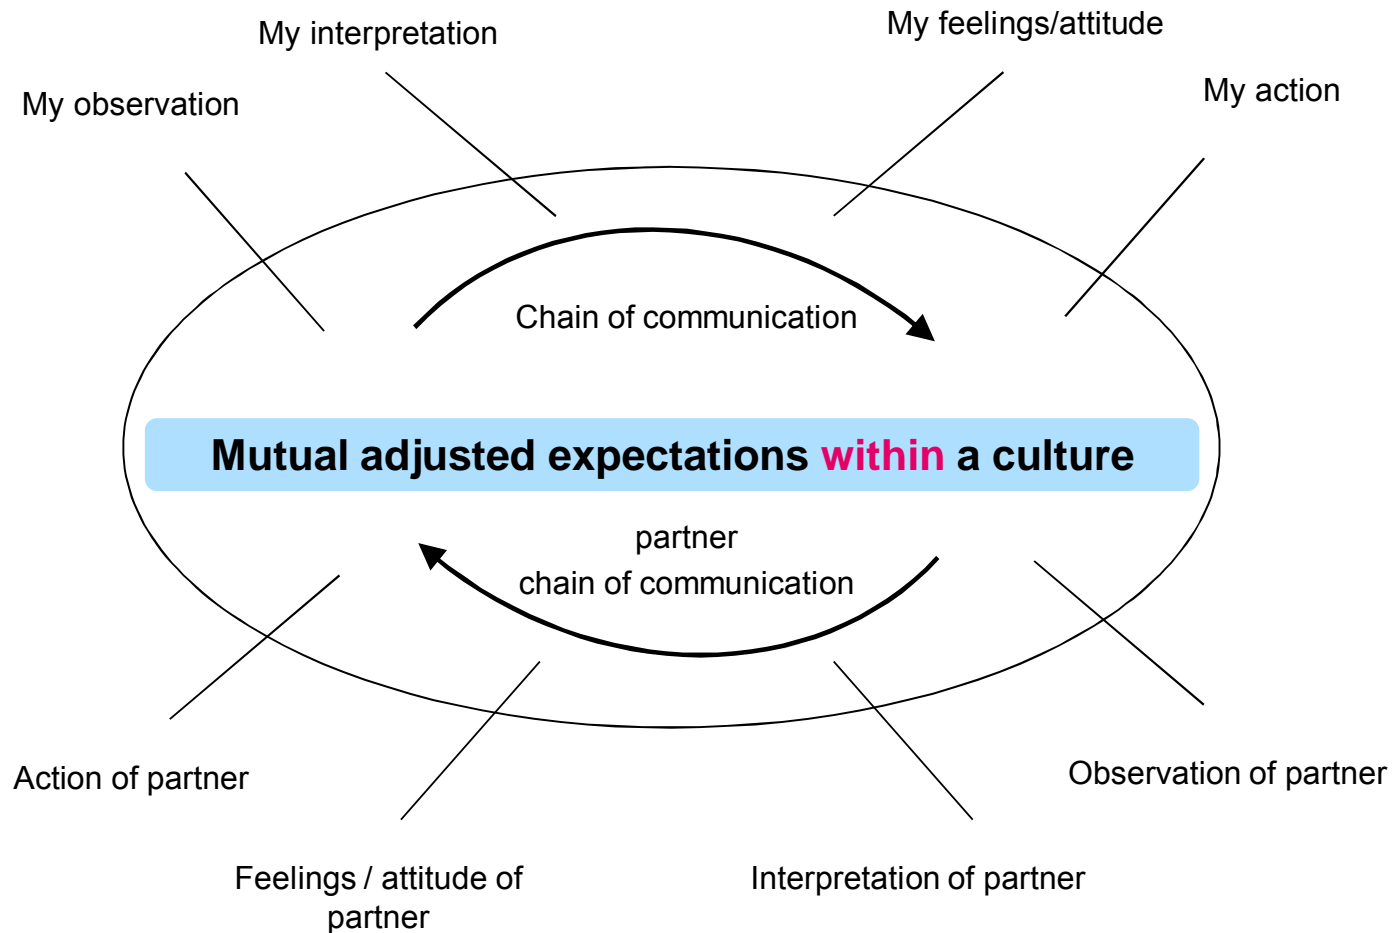 My interpretation
My feelings/attitude
My observation
My action
Chain of communication
Mutual adjusted expectations within a culture
partner
chain of communication
Action of partner
Observation of partner
Feelings / attitude of
partner
Interpretation of partner